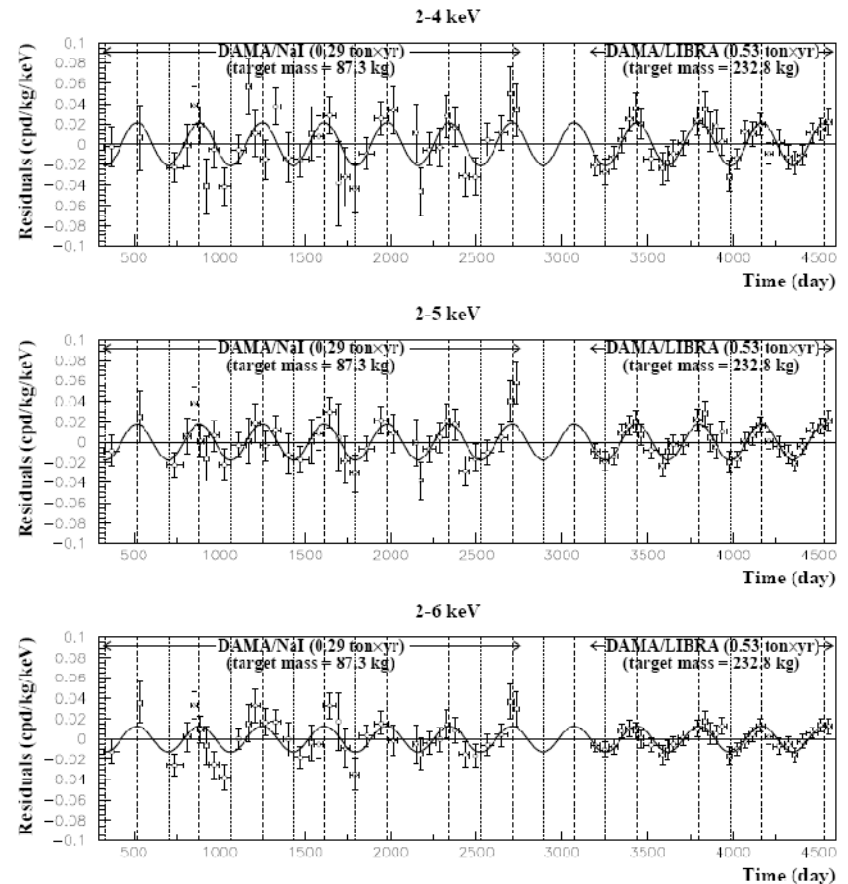 2-4 keV
Residuals (cpd/kg/keV)
0.1
0.08
0.06
0.04
0.02
0
−0.02
−0.04
−0.06
−0.08
−0.1
DAMA/NaI (0.29 ton×yr)
(target mass = 87.3 kg)
DAMA/LIBRA (0.53 ton×yr)
(target mass = 232.8 kg)
500 1000 1500 2000 2500 3000 3500 4000 4500
Time (day)
2-5 keV
Residuals (cpd/kg/keV)
0.1
0.08
0.06
0.04
0.02
0
−0.02
−0.04
−0.06
−0.08
−0.1
DAMA/NaI (0.29 ton×yr)
(target mass = 87.3 kg)
DAMA/LIBRA (0.53 ton×yr)
(target mass = 232.8 kg)
500 1000 1500 2000 2500 3000 3500 4000 4500
Time (day)
2-6 keV
Residuals (cpd/kg/keV)
0.1
0.08
0.06
0.04
0.02
0
−0.02
−0.04
−0.06
−0.08
−0.1
DAMA/NaI (0.29 ton×yr)
(target mass = 87.3 kg)
DAMA/LIBRA (0.53 ton×yr)
(target mass = 232.8 kg)
500 1000 1500 2000 2500 3000 3500 4000 4500
Time (day)